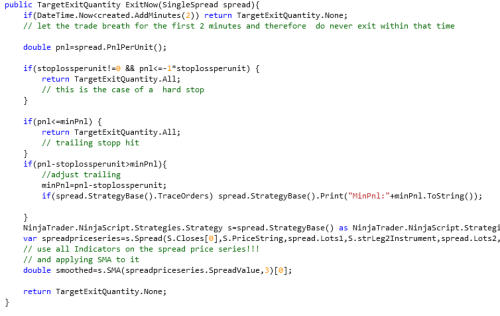 public TargetExitQuantity ExitNow(SingleSpread spread){
if(DateTime.Now<created.AddMinutes(2)) return TargetExitQuantity.None;
// let the trade breath for the first 2 minutes and therefore do never exit within that time
double pnl=spread.PnlPerUnit();
if(stoplossperunit!=0 && pnl<=-1*stoplossperunit) {
return TargetExitQuantity.All;
// this is the case of a hard stop
}
if(pnl<=minPnl) {
return TargetExitQuantity.All;
// trailing stopp hit
}
if(pnl-stoplossperunit>minPnl){
//adjust trailing
minPnl=pnl-stoplossperunit;
if(spread.StrategyBase().TraceOrders) spread.StrategyBase().Print("MinPnl:"+minPnl.ToString());
}
NinjaTrader.NinjaScript.Strategies.Strategy s=spread.StrategyBase() as NinjaTrader.NinjaScript.Strategi
var spreadpriceseries=s.Spread(S.Closes[0],S.PriceString,spread.Lots1,S.strLeg2Instrument,spread.Lots2,
// use all Indicators on the spread price series!!!
// and applying SMA to it
double smoothed=s.SMA(spreadpriceseries.SpreadValue,3)[0];
return TargetExitQuantity.None;
}